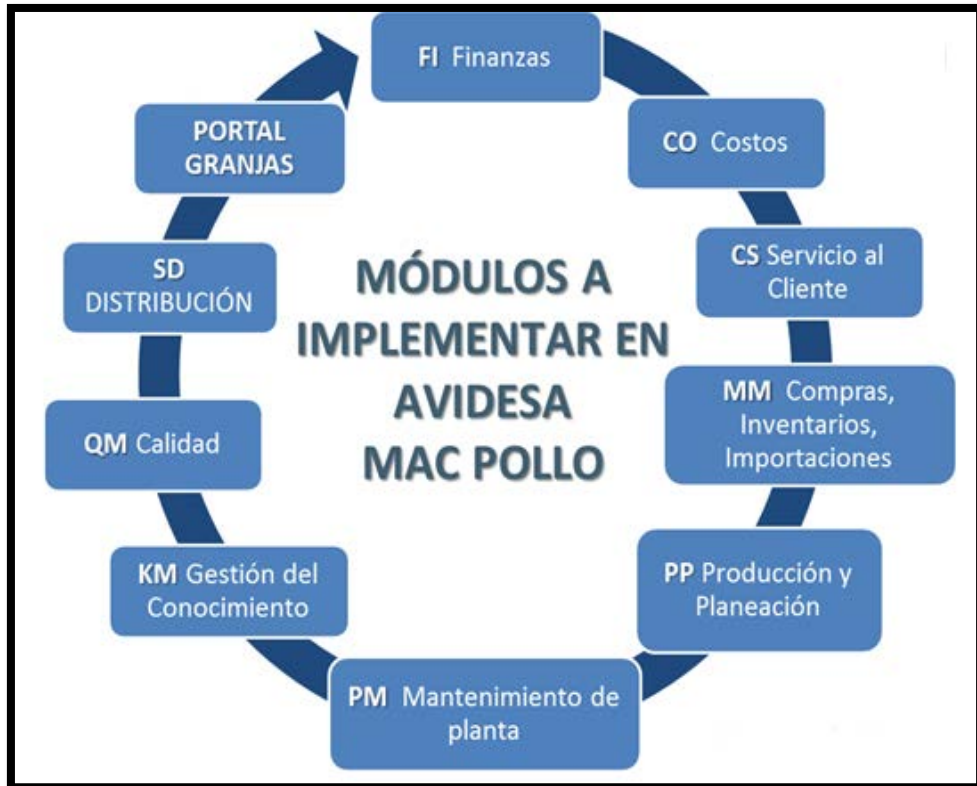 FI Finanzas
CO Costos
CS Servicio al
Cliente
MM Compras,
Inventarios,
Importaciones
PP Producción y
Planeación
PM Mantenimiento de
planta
KM Gestión del
Conocimiento
QM Calidad
SD
DISTRIBUCIÓN
PORTAL
GRANJAS
MÓDULOS A
IMPLEMENTAR EN
AVIDESA
MAC POLLO